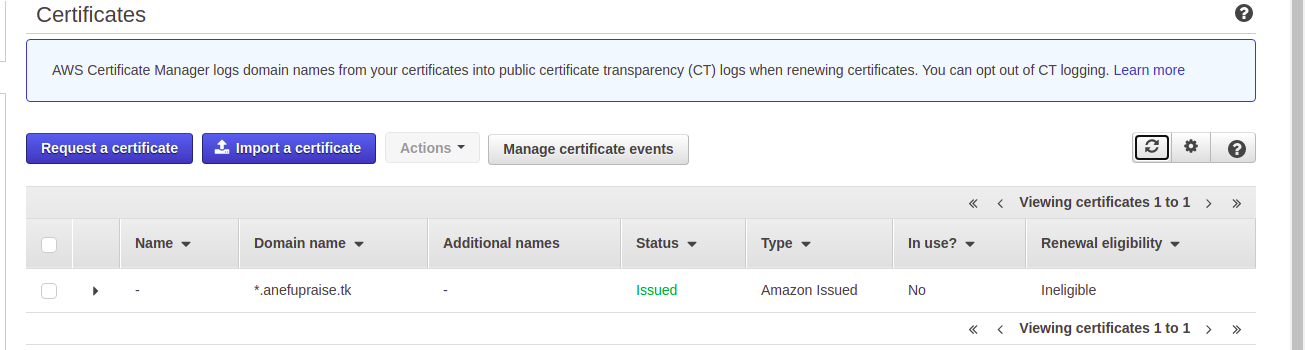 Certificates
AWS Certificate Manager logs domain names from your certificates into public certificate transparency (CT) logs when renewing certificates. You can opt out of CT logging. Learn more
Request a certificate Import a certificate Actions Manage certificate events
« ‹ Viewing certificates 1 to 1 › »
Name Domain name Additional names Status Type In use? Renewal eligibility
- *.anefupraise.tk - Issued Amazon Issued No Ineligible
« ‹ Viewing certificates 1 to 1 › »